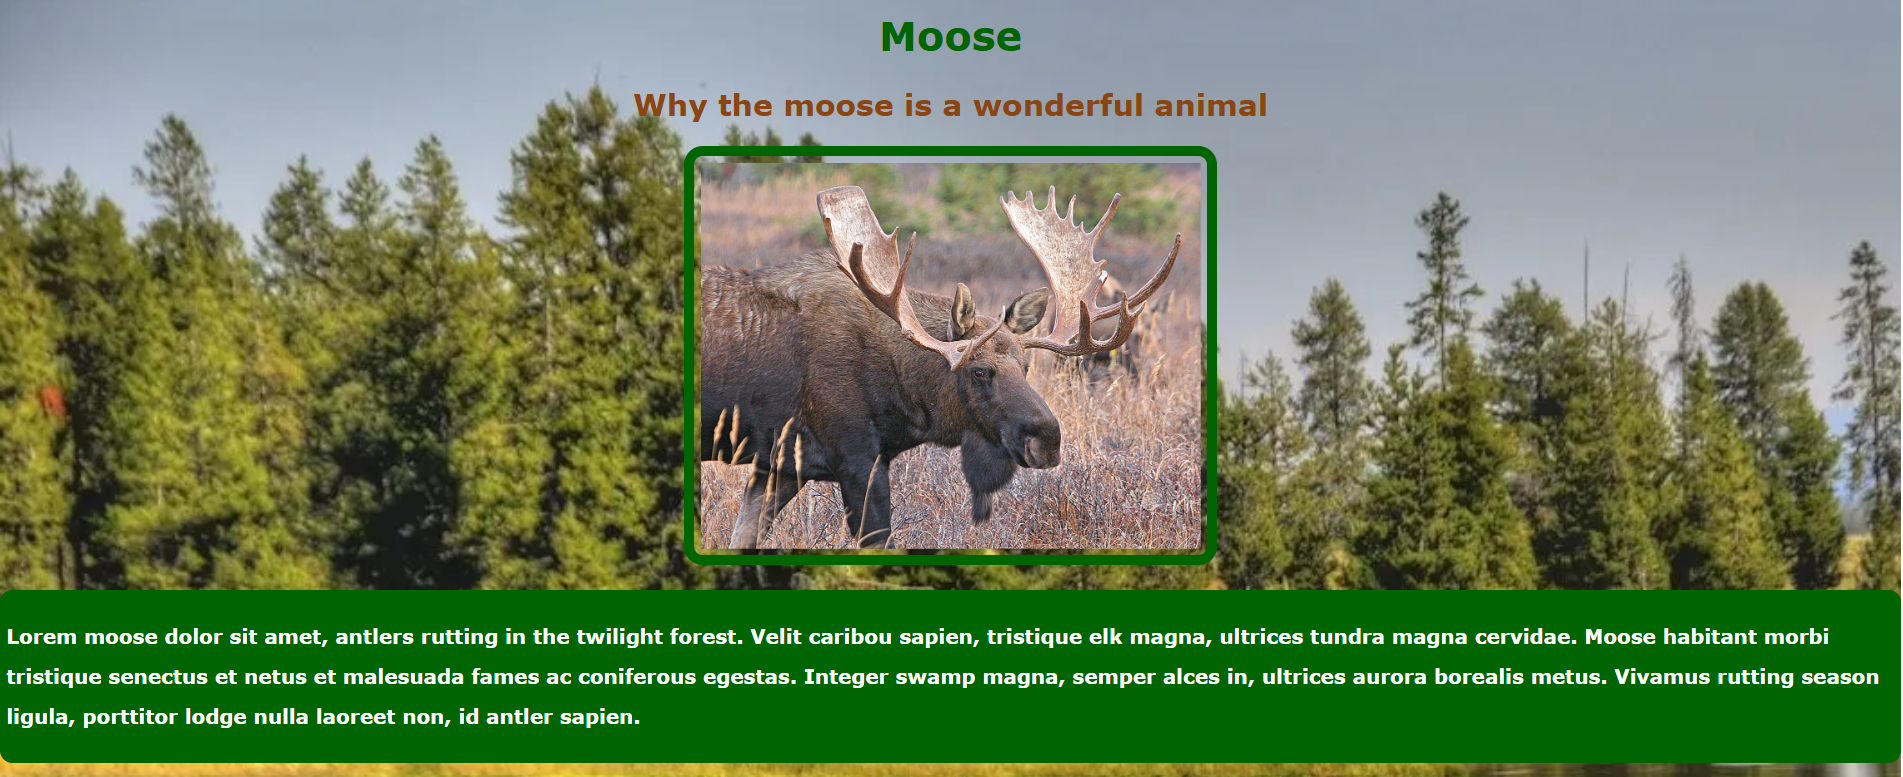 Moose
Why the moose is a wonderful animal
Lorem moose dolor sit amet, antlers rutting in the twilight forest. Velit caribou sapien, tristique elk magna, ultrices tundra magna cervidae. Moose habitant morbi
tristique senectus et netus et malesuada fames ac coniferous egestas. Integer swamp magna, semper alces in, ultrices aurora borealis metus. Vivamus rutting season
ligula, porttitor lodge nulla laoreet non, id antler sapien.